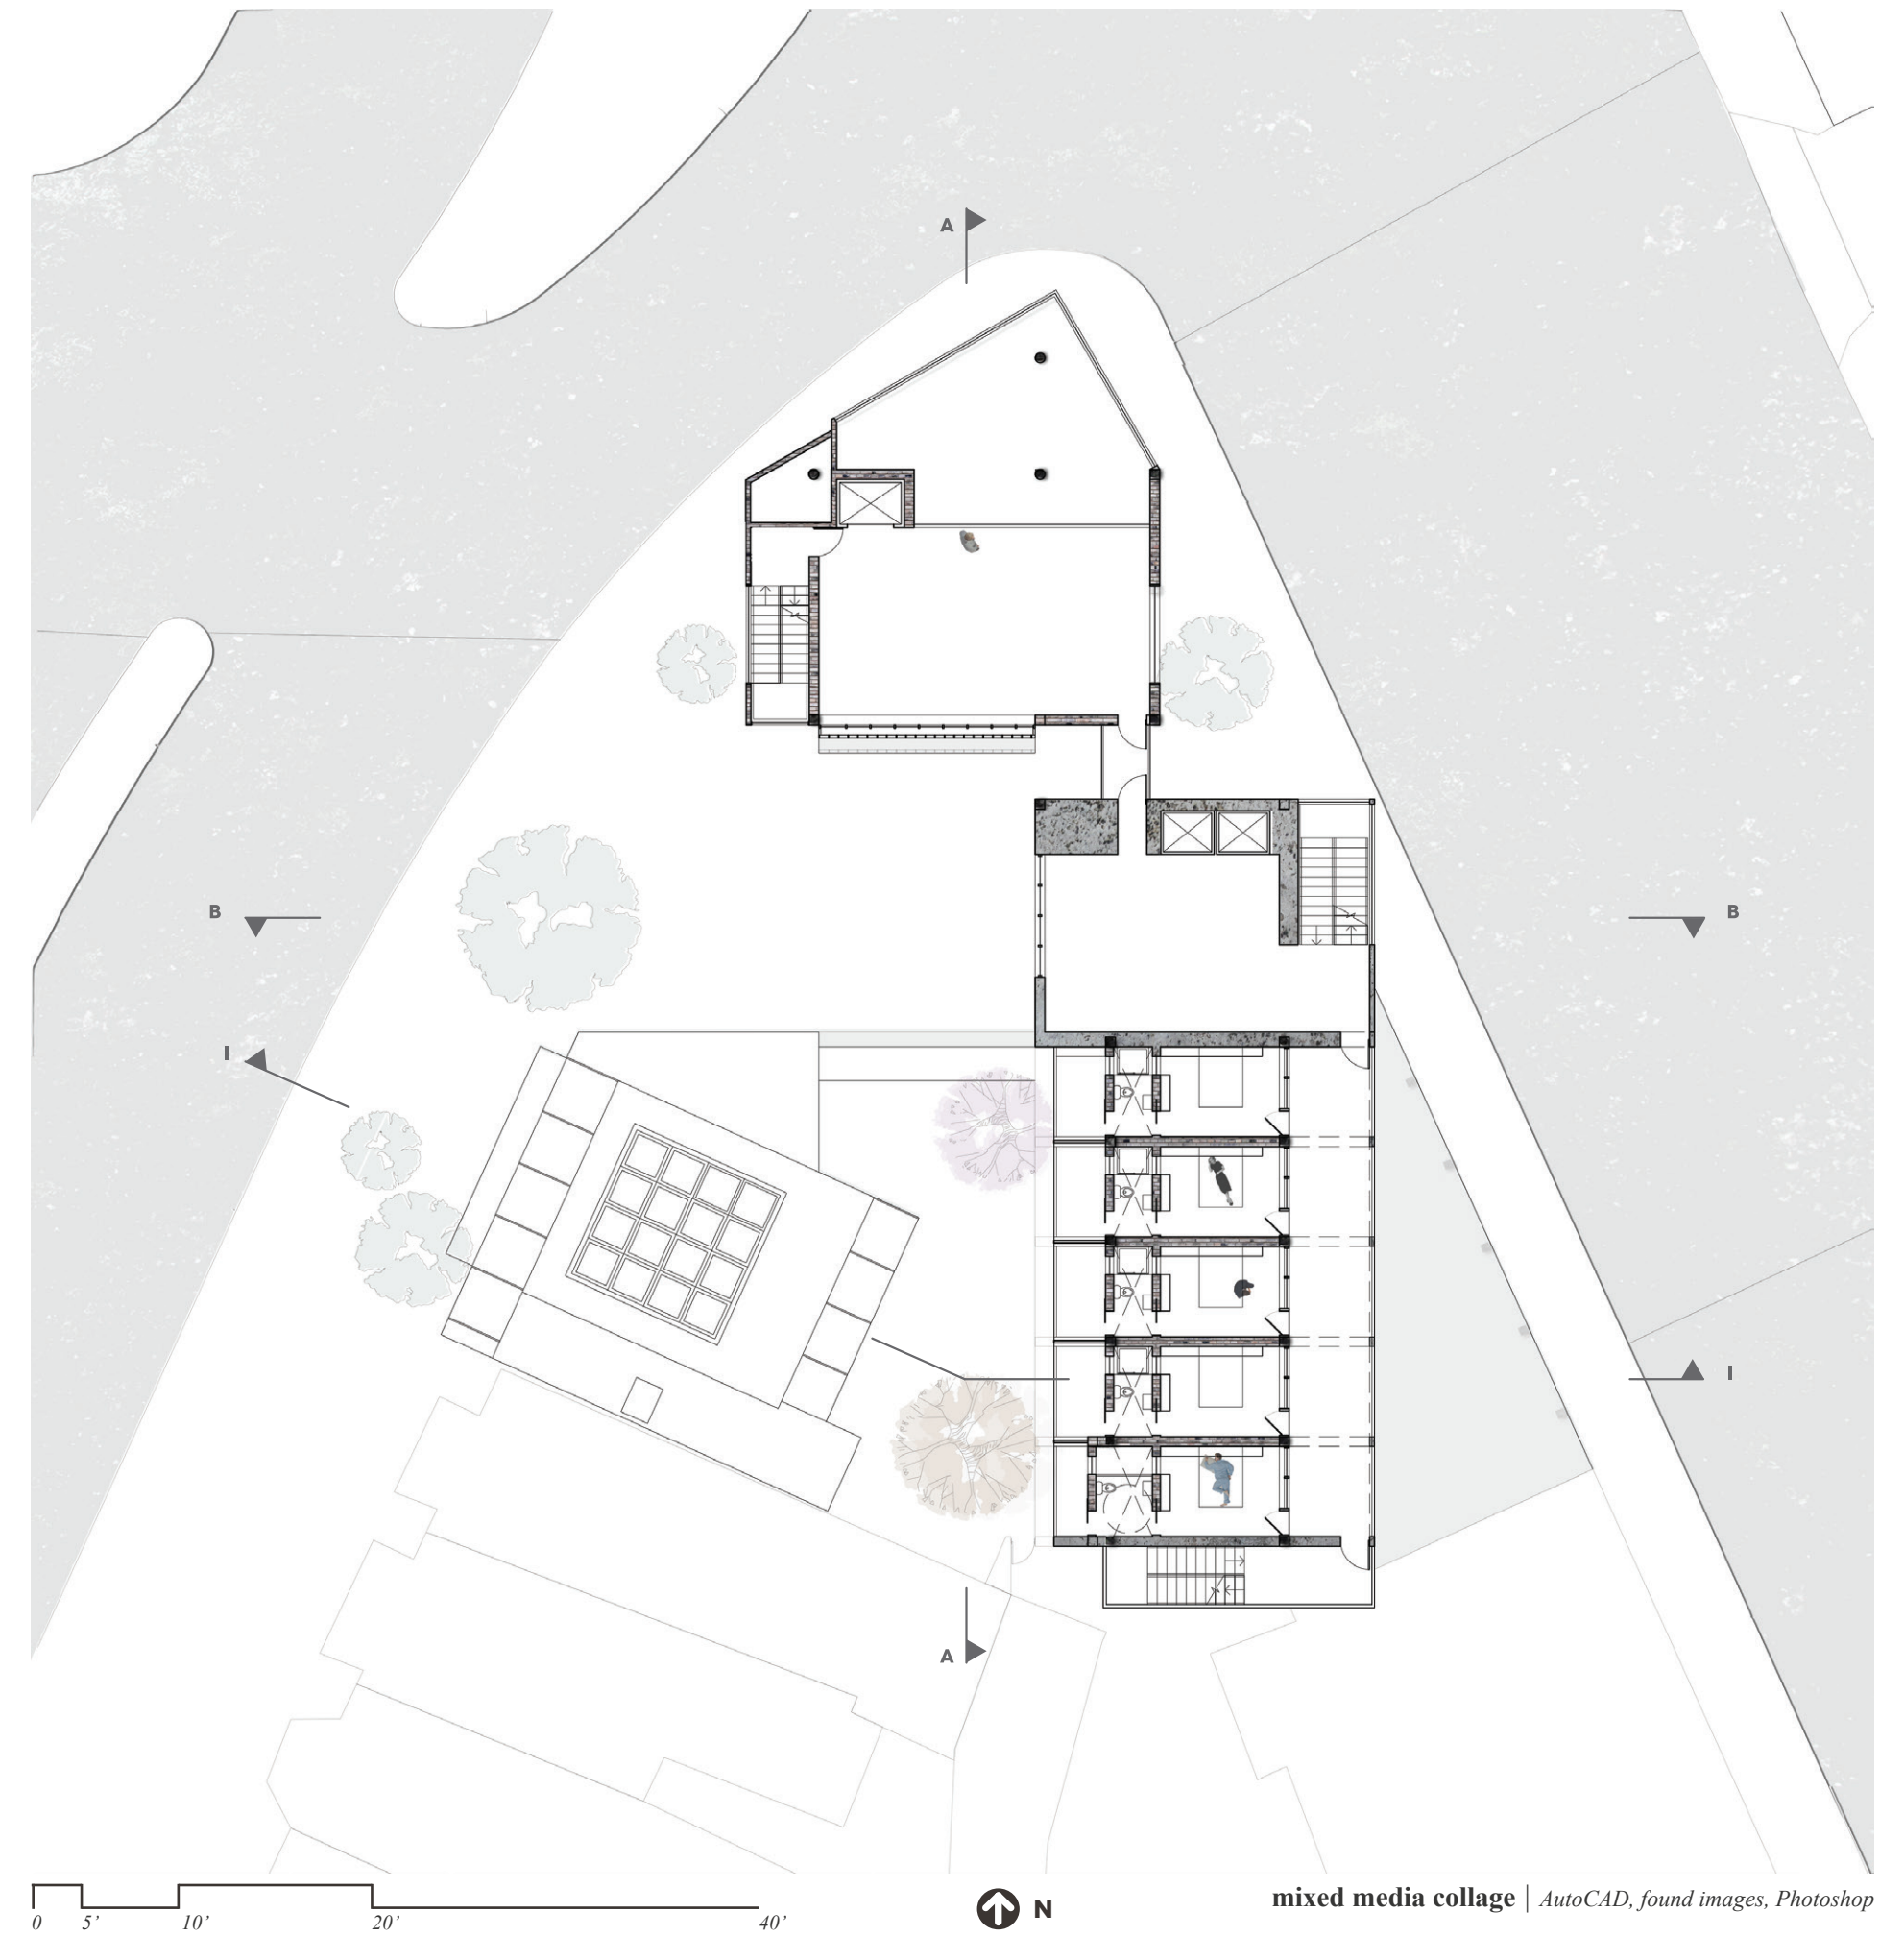 A
B
B
I
I
A
0 5’ 10’ 20’ 40’
N
mixed media collage | AutoCAD, found images, Photoshop